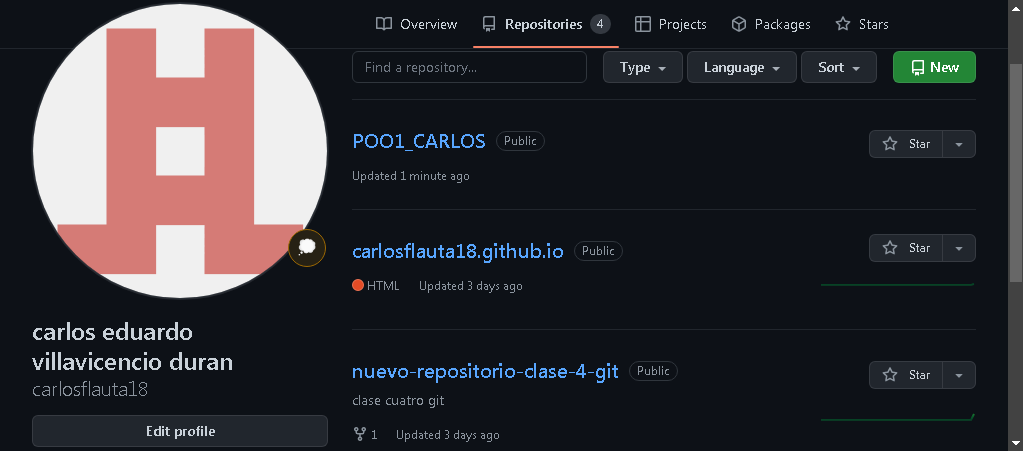 Overview Repositories 4 Projects Packages Stars
Find a repository... Type Language Sort New
POO1_CARLOS Public Star
Updated 1 minute ago
carlosflauta18.github.io Public Star
HTML Updated 3 days ago
carlos eduardo
villavicencio duran
carlosflauta18
Edit profile
nuevo-repositorio-clase-4-git Public Star
clase cuatro git
1 Updated 3 days ago